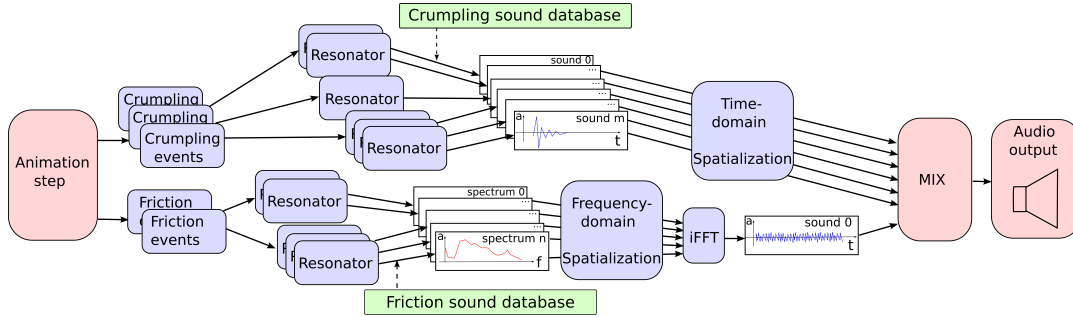 Crumpling sound database
Resonator
Resonator
Resonator
Crumpling
Crumpling
Crumpling
events
Animation
step
sound 0
...
...
...
...
a
sound m
t
Time-
domain
Spatialization
MIX
Audio
output
Friction
Friction
events
Resonator
Resonator
spectrum 0
...
...
...
a
spectrum n
f
Frequency-
domain
Spatialization
iFFT
a
sound 0
t
Friction sound database